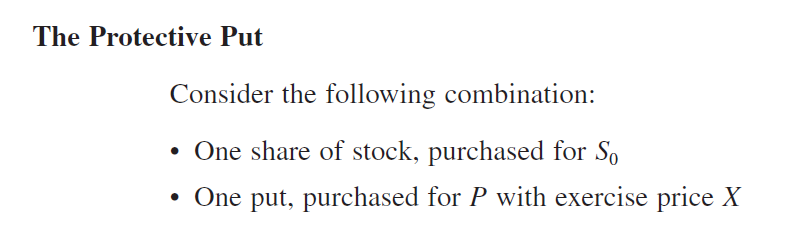 The Protective Put
Consider the following combination:
• One share of stock, purchased for S₀
• One put, purchased for P with exercise price X